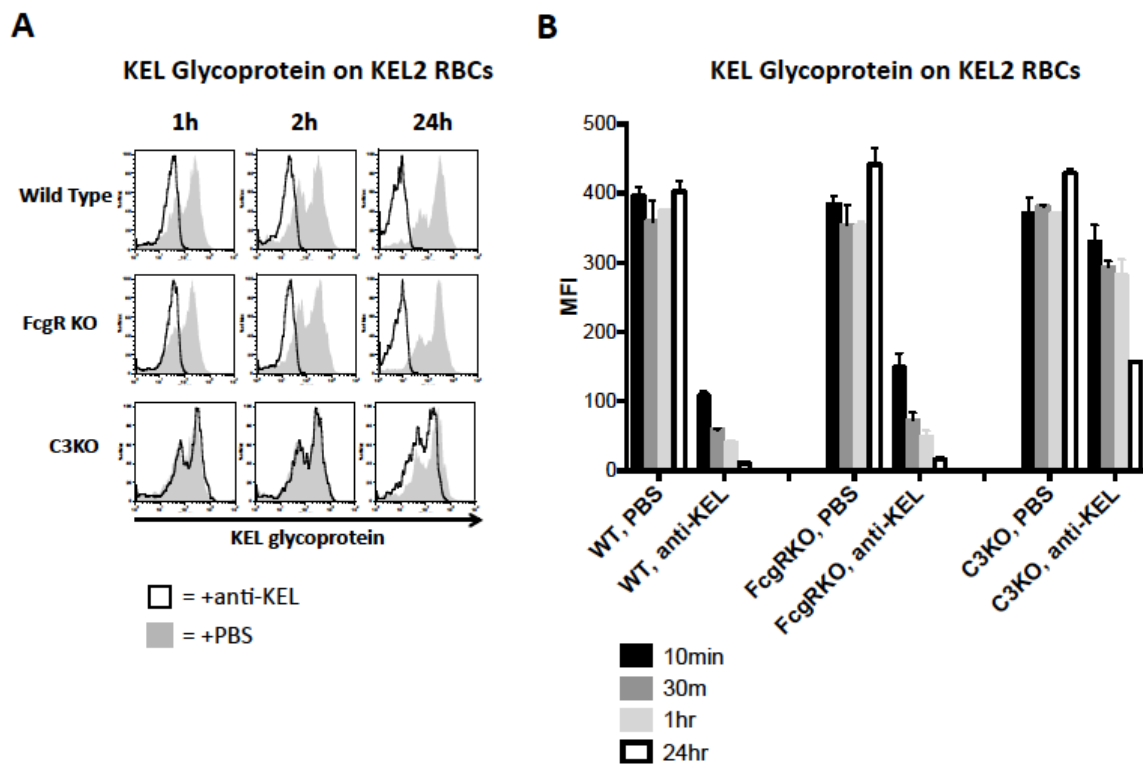 A
KEL Glycoprotein on KEL2 RBCs
1h 2h 24h
Wild Type
FcgR KO
C3KO
KEL glycoprotein
= +anti-KEL
= +PBS
B
KEL Glycoprotein on KEL2 RBCs
500
400
300
200
100
0
MFI
WT, PBS
WT, anti-KEL
FcgRKO, PBS
FcgRKO, anti-KEL
C3KO, PBS
C3KO, anti-KEL
10min
30m
1hr
24hr